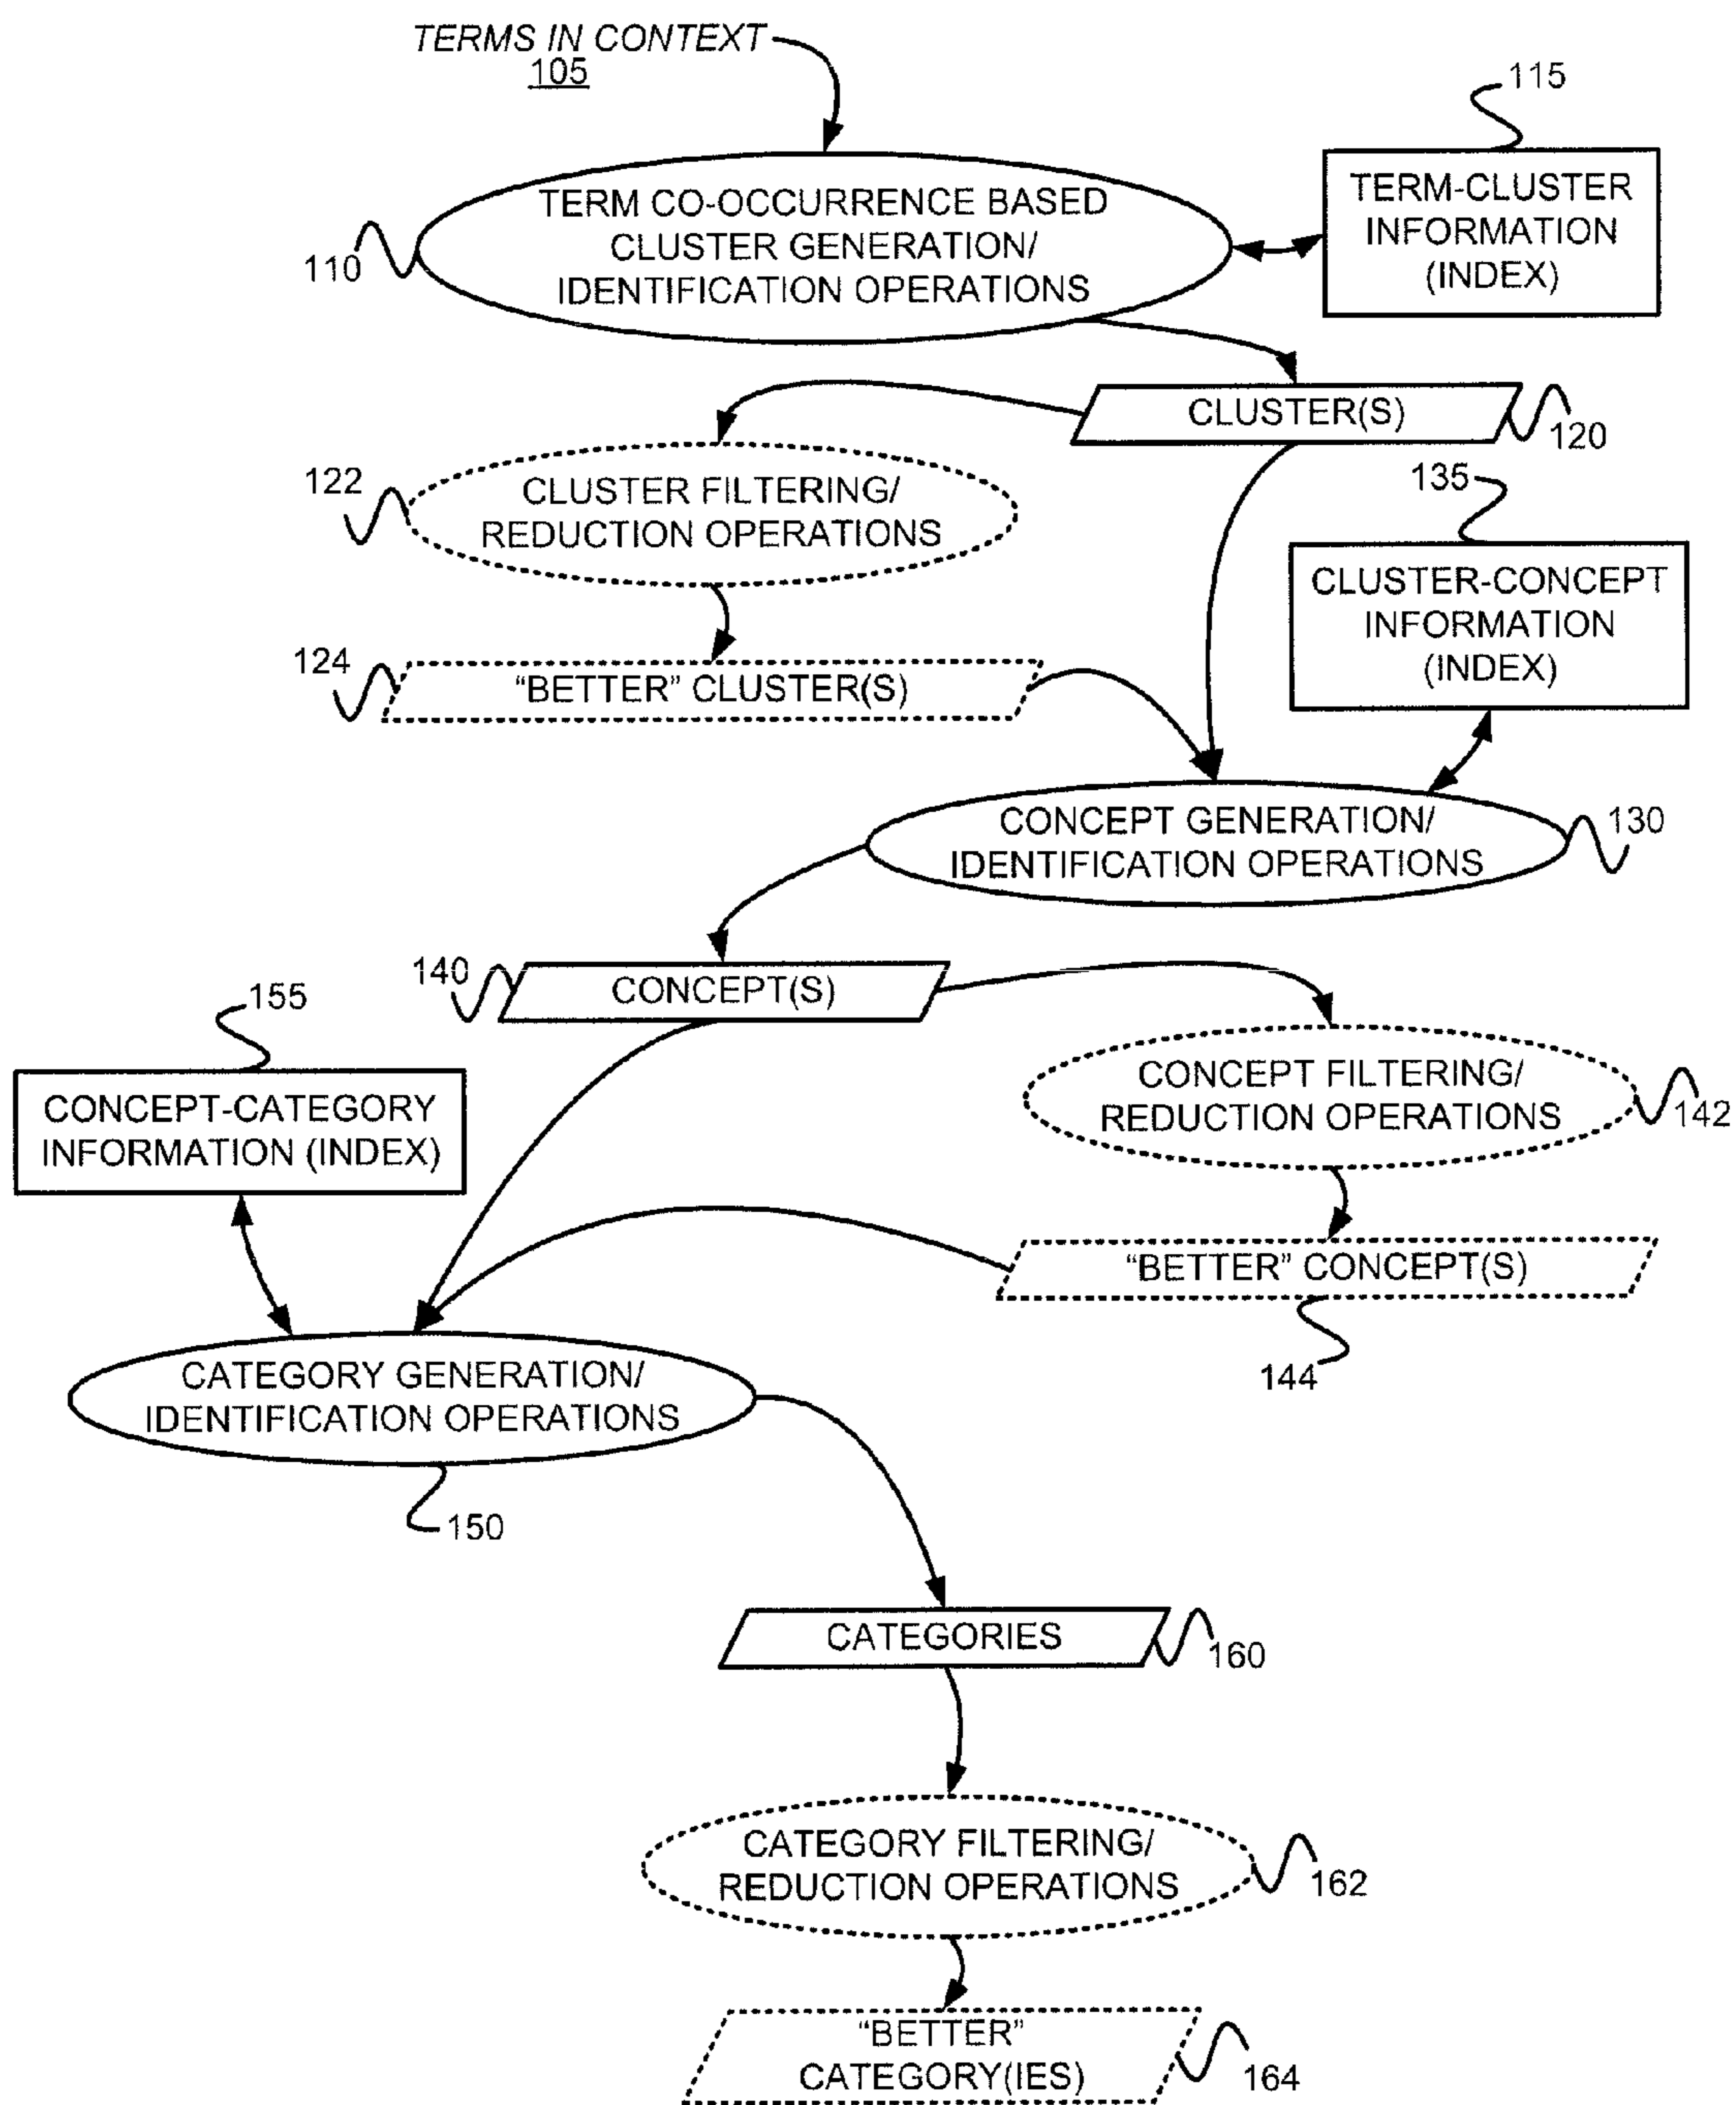 TERMS IN CONTEXT
105
115
TERM CO-OCCURRENCE BASED
CLUSTER GENERATION/
IDENTIFICATION OPERATIONS
110
TERM-CLUSTER
INFORMATION
(INDEX)
CLUSTER(S)
120
122
CLUSTER FILTERING/
REDUCTION OPERATIONS
135
CLUSTER-CONCEPT
INFORMATION
(INDEX)
124
“BETTER” CLUSTER(S)
CONCEPT GENERATION/
IDENTIFICATION OPERATIONS
130
140
CONCEPT(S)
155
CONCEPT-CATEGORY
INFORMATION (INDEX)
CONCEPT FILTERING/
REDUCTION OPERATIONS
142
“BETTER” CONCEPT(S)
144
CATEGORY GENERATION/
IDENTIFICATION OPERATIONS
150
CATEGORIES
160
CATEGORY FILTERING/
REDUCTION OPERATIONS
162
“BETTER”
CATEGORY(IES)
164